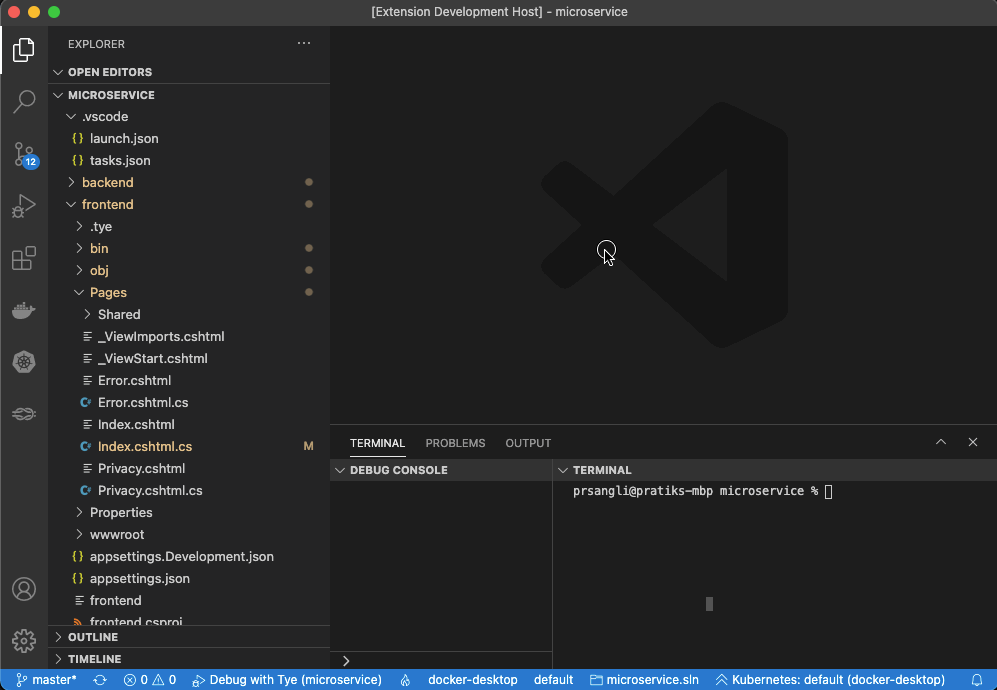 [Extension Development Host] - microservice
EXPLORER
OPEN EDITORS
MICROSERVICE
.vscode
{} launch.json
{} tasks.json
backend
frontend
.tye
bin
obj
Pages
Shared
_ViewImports.cshtml
_ViewStart.cshtml
Error.cshtml
C# Error.cshtml.cs
Index.cshtml
C# Index.cshtml.cs M
Privacy.cshtml
C# Privacy.cshtml.cs
Properties
wwwroot
{} appsettings.Development.json
{} appsettings.json
frontend
frontend.csproj
OUTLINE
TIMELINE
12
TERMINAL PROBLEMS OUTPUT
DEBUG CONSOLE
TERMINAL
prsangli@pratiks-mbp microservice %
master* 0 0 Debug with Tye (microservice) docker-desktop default microservice.sln Kubernetes: default (docker-desktop)